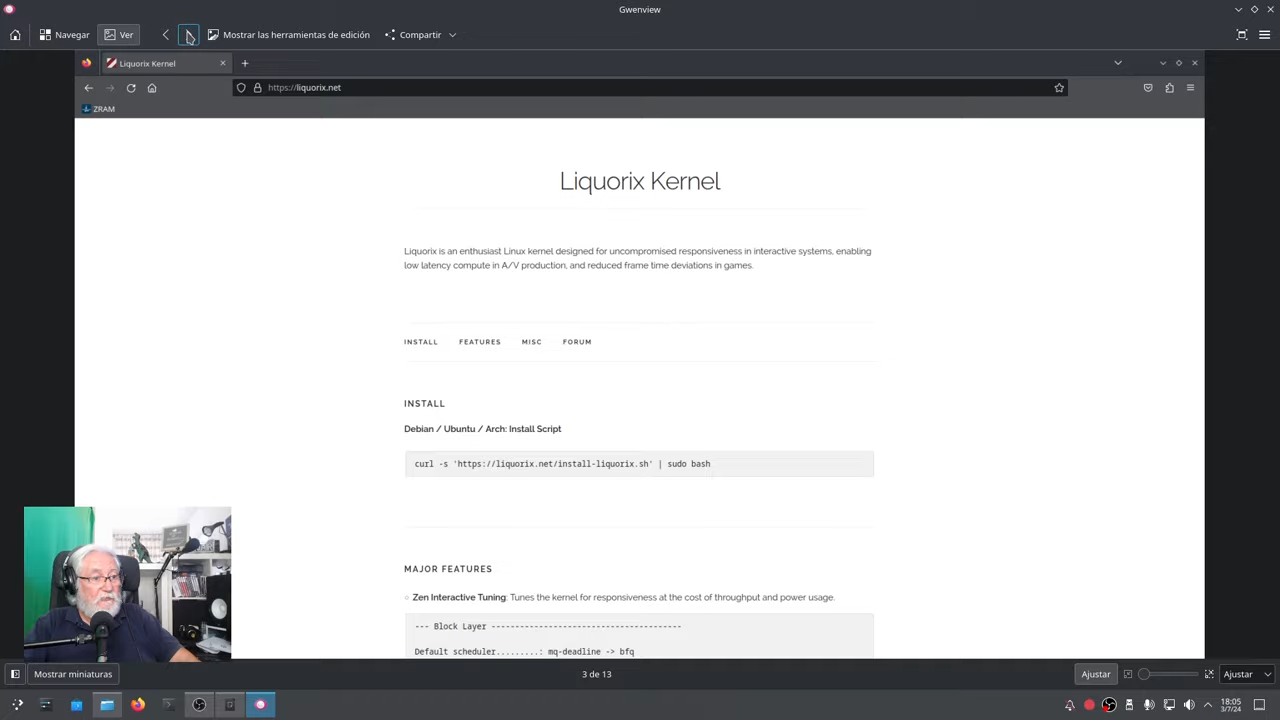 Gwenview
Navegar
Ver
Mostrar las herramientas de edición
Compartir
Liquorix Kernel
https://liquorix.net
ZRAM
Liquorix Kernel
Liquorix is an enthusiast Linux kernel designed for uncompromised responsiveness in interactive systems, enabling
low latency compute in A/V production, and reduced frame time deviations in games.
INSTALL FEATURES MISC FORUM
INSTALL
Debian / Ubuntu / Arch: Install Script
curl -s 'https://liquorix.net/install-liquorix.sh' | sudo bash
MAJOR FEATURES
Zen Interactive Tuning: Tunes the kernel for responsiveness at the cost of throughput and power usage.
--- Block Layer ----------------------------------------
Default scheduler.........: mq-deadline -> bfq
Mostrar miniaturas
3 de 13
Ajustar
Ajustar
18:05
3/7/24